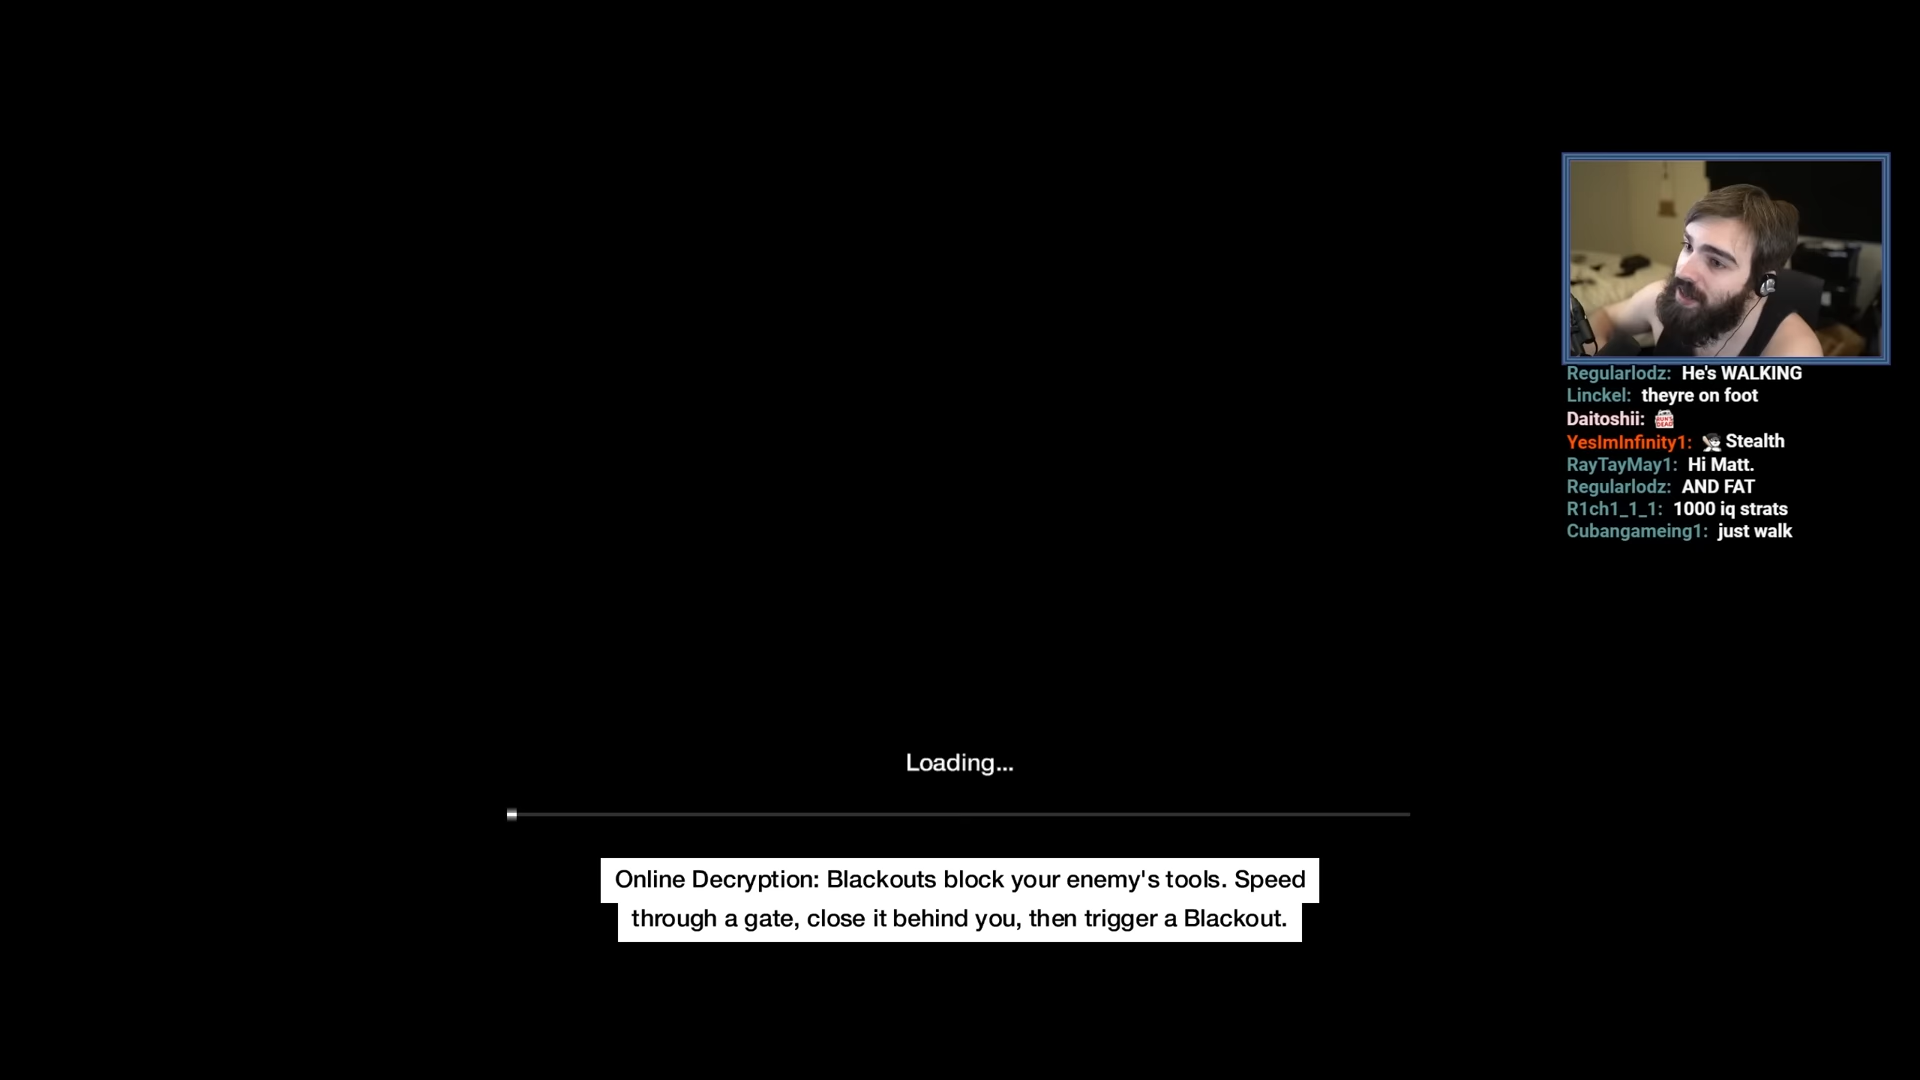 Regularlodz: He's WALKING
Linckel: theyre on foot
Daitoshii:
YesImInfinity1: Stealth
RayTayMay1: Hi Matt.
Regularlodz: AND FAT
R1ch1_1_1: 1000 iq strats
Cubangameing1: just walk
Loading...
Online Decryption: Blackouts block your enemy's tools. Speed
through a gate, close it behind you, then trigger a Blackout.